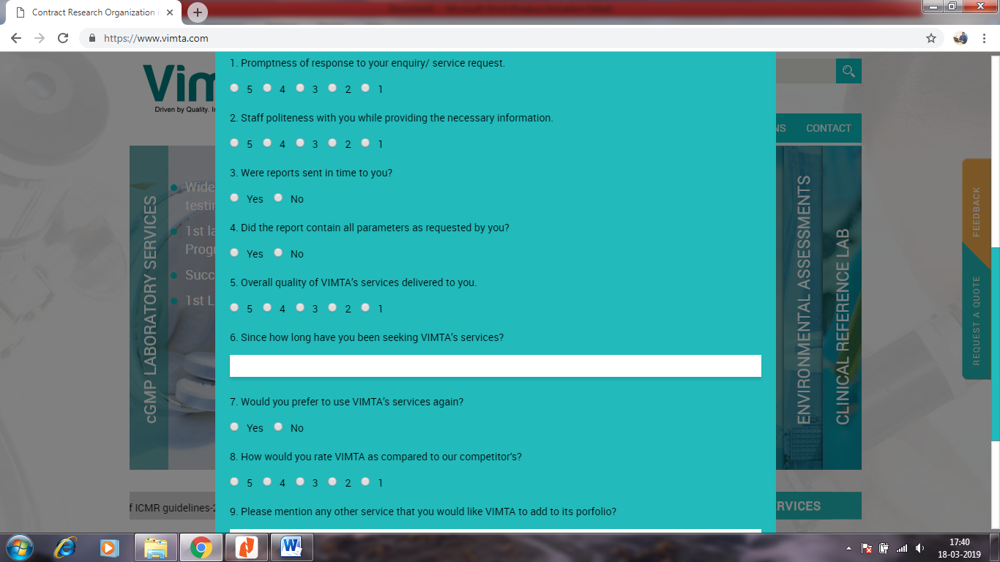 Contract Research Organization i
https://www.vimta.com
Vim
Driven by Quality. I
NS CONTACT
1. Promptness of response to your enquiry/ service request.
5 4 3 2 1
2. Staff politeness with you while providing the necessary information.
5 4 3 2 1
3. Were reports sent in time to you?
Yes No
4. Did the report contain all parameters as requested by you?
Yes No
5. Overall quality of VIMTA's services delivered to you.
5 4 3 2 1
6. Since how long have you been seeking VIMTA's services?
7. Would you prefer to use VIMTA's services again?
Yes No
8. How would you rate VIMTA as compared to our competitor's?
5 4 3 2 1
9. Please mention any other service that you would like VIMTA to add to its porfolio?
cGMP LABORATORY SERVICES
Wide
testin
1st la
Progr
Succ
1st L
ENVIRONMENTAL ASSESSMENTS
CLINICAL REFERENCE LAB
FEEDBACK
REQUEST A QUOTE
f ICMR guidelines-2
RVICES
17:40
18-03-2019